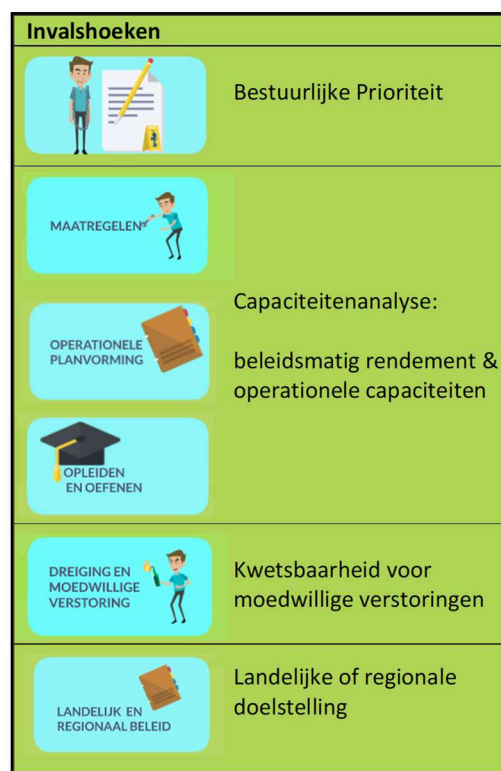 Invalshoeken
Bestuurlijke Prioriteit
MAATREGELEN
OPERATIONELE
PLANVORMING
OPLEIDEN
EN OEFENEN
Capaciteitenanalyse:
beleidsmatig rendement &
operationele capaciteiten
DREIGING EN
MOEDWILLIGE
VERSTORING
Kwetsbaarheid voor
moedwillige verstoringen
LANDELIJK EN
REGIONAAL BELEID
Landelijke of regionale
doelstelling